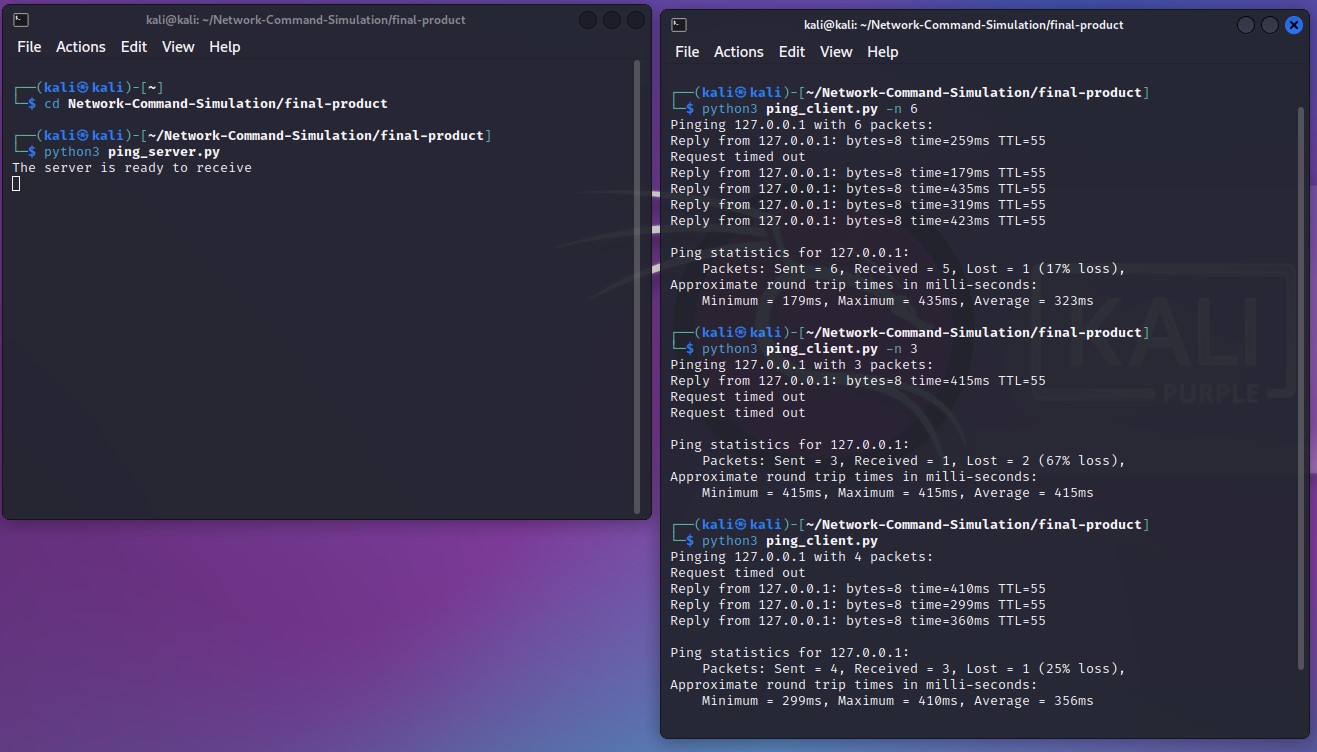 kali@kali: ~/Network-Command-Simulation/final-product
File Actions Edit View Help
┌──(kali㉿kali)-[~]
└─$ cd Network-Command-Simulation/final-product
┌──(kali㉿kali)-[~/Network-Command-Simulation/final-product]
└─$ python3 ping_server.py
The server is ready to receive
kali@kali: ~/Network-Command-Simulation/final-product
File Actions Edit View Help
┌──(kali㉿kali)-[~/Network-Command-Simulation/final-product]
└─$ python3 ping_client.py -n 6
Pinging 127.0.0.1 with 6 packets:
Reply from 127.0.0.1: bytes=8 time=259ms TTL=55
Request timed out
Reply from 127.0.0.1: bytes=8 time=179ms TTL=55
Reply from 127.0.0.1: bytes=8 time=435ms TTL=55
Reply from 127.0.0.1: bytes=8 time=319ms TTL=55
Reply from 127.0.0.1: bytes=8 time=423ms TTL=55
Ping statistics for 127.0.0.1:
Packets: Sent = 6, Received = 5, Lost = 1 (17% loss),
Approximate round trip times in milli-seconds:
Minimum = 179ms, Maximum = 435ms, Average = 323ms
┌──(kali㉿kali)-[~/Network-Command-Simulation/final-product]
└─$ python3 ping_client.py -n 3
Pinging 127.0.0.1 with 3 packets:
Reply from 127.0.0.1: bytes=8 time=415ms TTL=55
Request timed out
Request timed out
Ping statistics for 127.0.0.1:
Packets: Sent = 3, Received = 1, Lost = 2 (67% loss),
Approximate round trip times in milli-seconds:
Minimum = 415ms, Maximum = 415ms, Average = 415ms
┌──(kali㉿kali)-[~/Network-Command-Simulation/final-product]
└─$ python3 ping_client.py
Pinging 127.0.0.1 with 4 packets:
Request timed out
Reply from 127.0.0.1: bytes=8 time=410ms TTL=55
Reply from 127.0.0.1: bytes=8 time=299ms TTL=55
Reply from 127.0.0.1: bytes=8 time=360ms TTL=55
Ping statistics for 127.0.0.1:
Packets: Sent = 4, Received = 3, Lost = 1 (25% loss),
Approximate round trip times in milli-seconds:
Minimum = 299ms, Maximum = 410ms, Average = 356ms
KALI
PURPLE